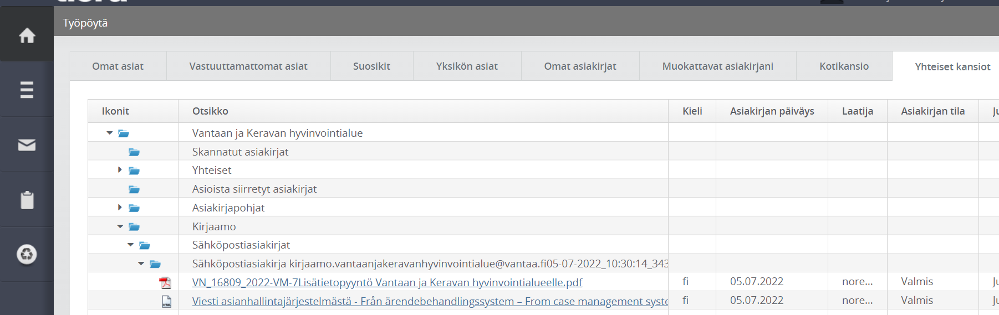 Työpöytä
Omat asiat Vastuuttamattomat asiat Suosikit Yksikön asiat Omat asiakirjat Muokattavat asiakirjani Kotikansio Yhteiset kansiot
Ikonit Otsikko Kieli Asiakirjan päiväys Laatija Asiakirjan tila
Vantaan ja Keravan hyvinvointialue
Skannatut asiakirjat
Yhteiset
Asioista siirretyt asiakirjat
Asiakirjapohjat
Kirjaamo
Sähköpostiasiakirjat
Sähköpostiasiakirja kirjaamo.vantaanjakeravanhyvinvointialue@vantaa.fi05-07-2022_10:30:14_343
VN_16809_2022-VM-7Lisätietopyyntö Vantaan ja Keravan hyvinvointialueelle.pdf fi 05.07.2022 nore... Valmis
Viesti asianhallintajärjestelmästä - Från ärendebehandlingssystem – From case management syste fi 05.07.2022 nore... Valmis